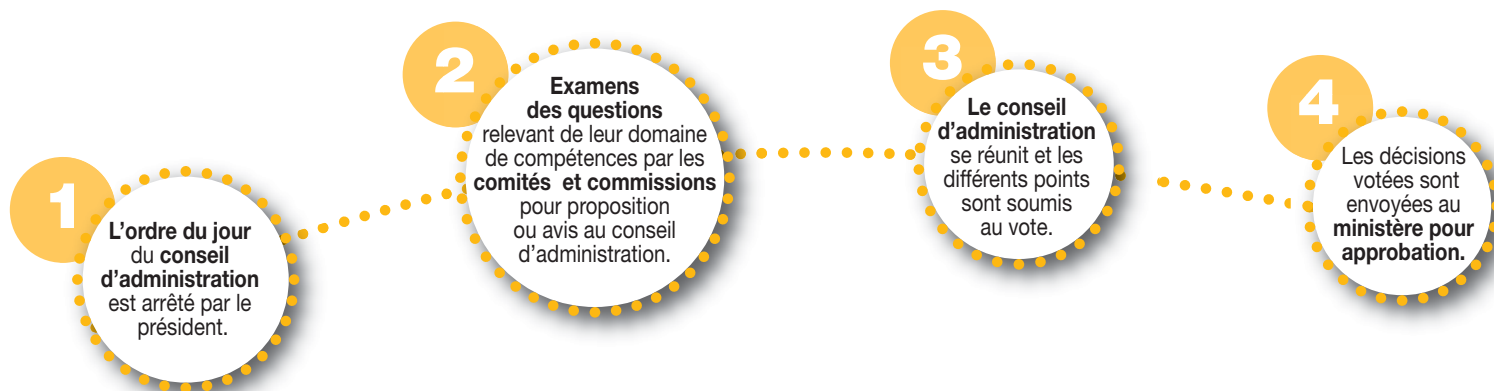 1
L'ordre du jour
du conseil
d'administration
est arrêté par le
président.
2
Examens
des questions
relevant de leur domaine
de compétences par les
comités et commissions
pour proposition
ou avis au conseil
d'administration.
3
Le conseil
d'administration
se réunit et les
différents points
sont soumis
au vote.
4
Les décisions
votées sont
envoyées au
ministère pour
approbation.